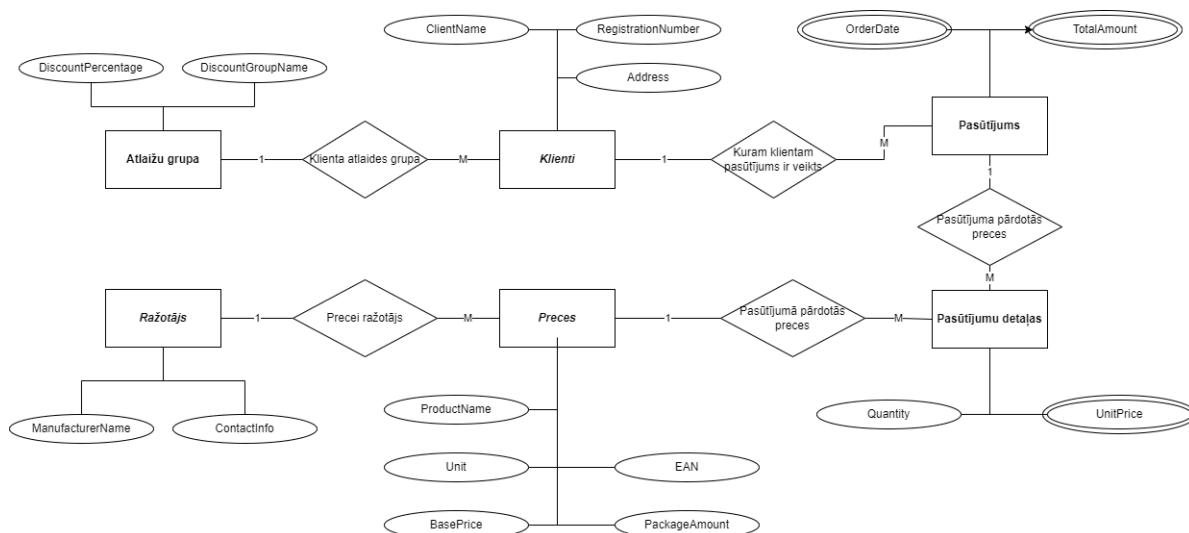 ClientName
RegistrationNumber
OrderDate
TotalAmount
DiscountPercentage
DiscountGroupName
Address
Atlaižu grupa
1
Klienta atlaides grupa
M
Klienti
1
Kuram klientam
pasūtījums ir veikts
M
Pasūtījums
1
Pasūtījuma pārdotās
preces
M
Ražotājs
1
Precei ražotājs
M
Preces
1
Pasūtījumā pārdotās
preces
M
Pasūtījumu detaļas
ManufacturerName
ContactInfo
ProductName
Quantity
UnitPrice
Unit
EAN
BasePrice
PackageAmount